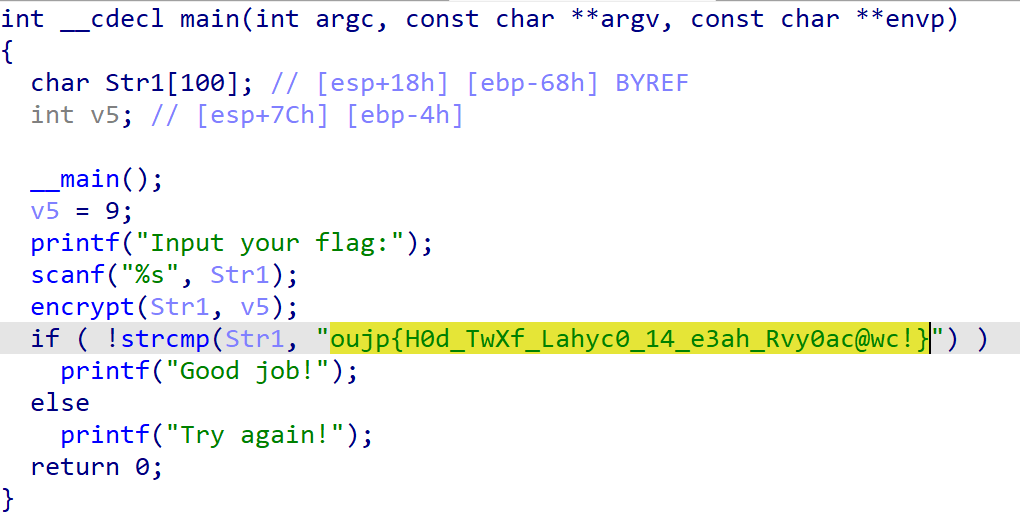 int __cdecl main(int argc, const char **argv, const char **envp)
{
  char Str1[100]; // [esp+18h] [ebp-68h] BYREF
  int v5; // [esp+7Ch] [ebp-4h]

  __main();
  v5 = 9;
  printf("Input your flag:");
  scanf("%s", Str1);
  encrypt(Str1, v5);
  if ( !strcmp(Str1, "oujp{H0d_TwXf_Lahyc0_14_e3ah_Rvy0ac@wc!}") )
    printf("Good job!");
  else
    printf("Try again!");
  return 0;
}